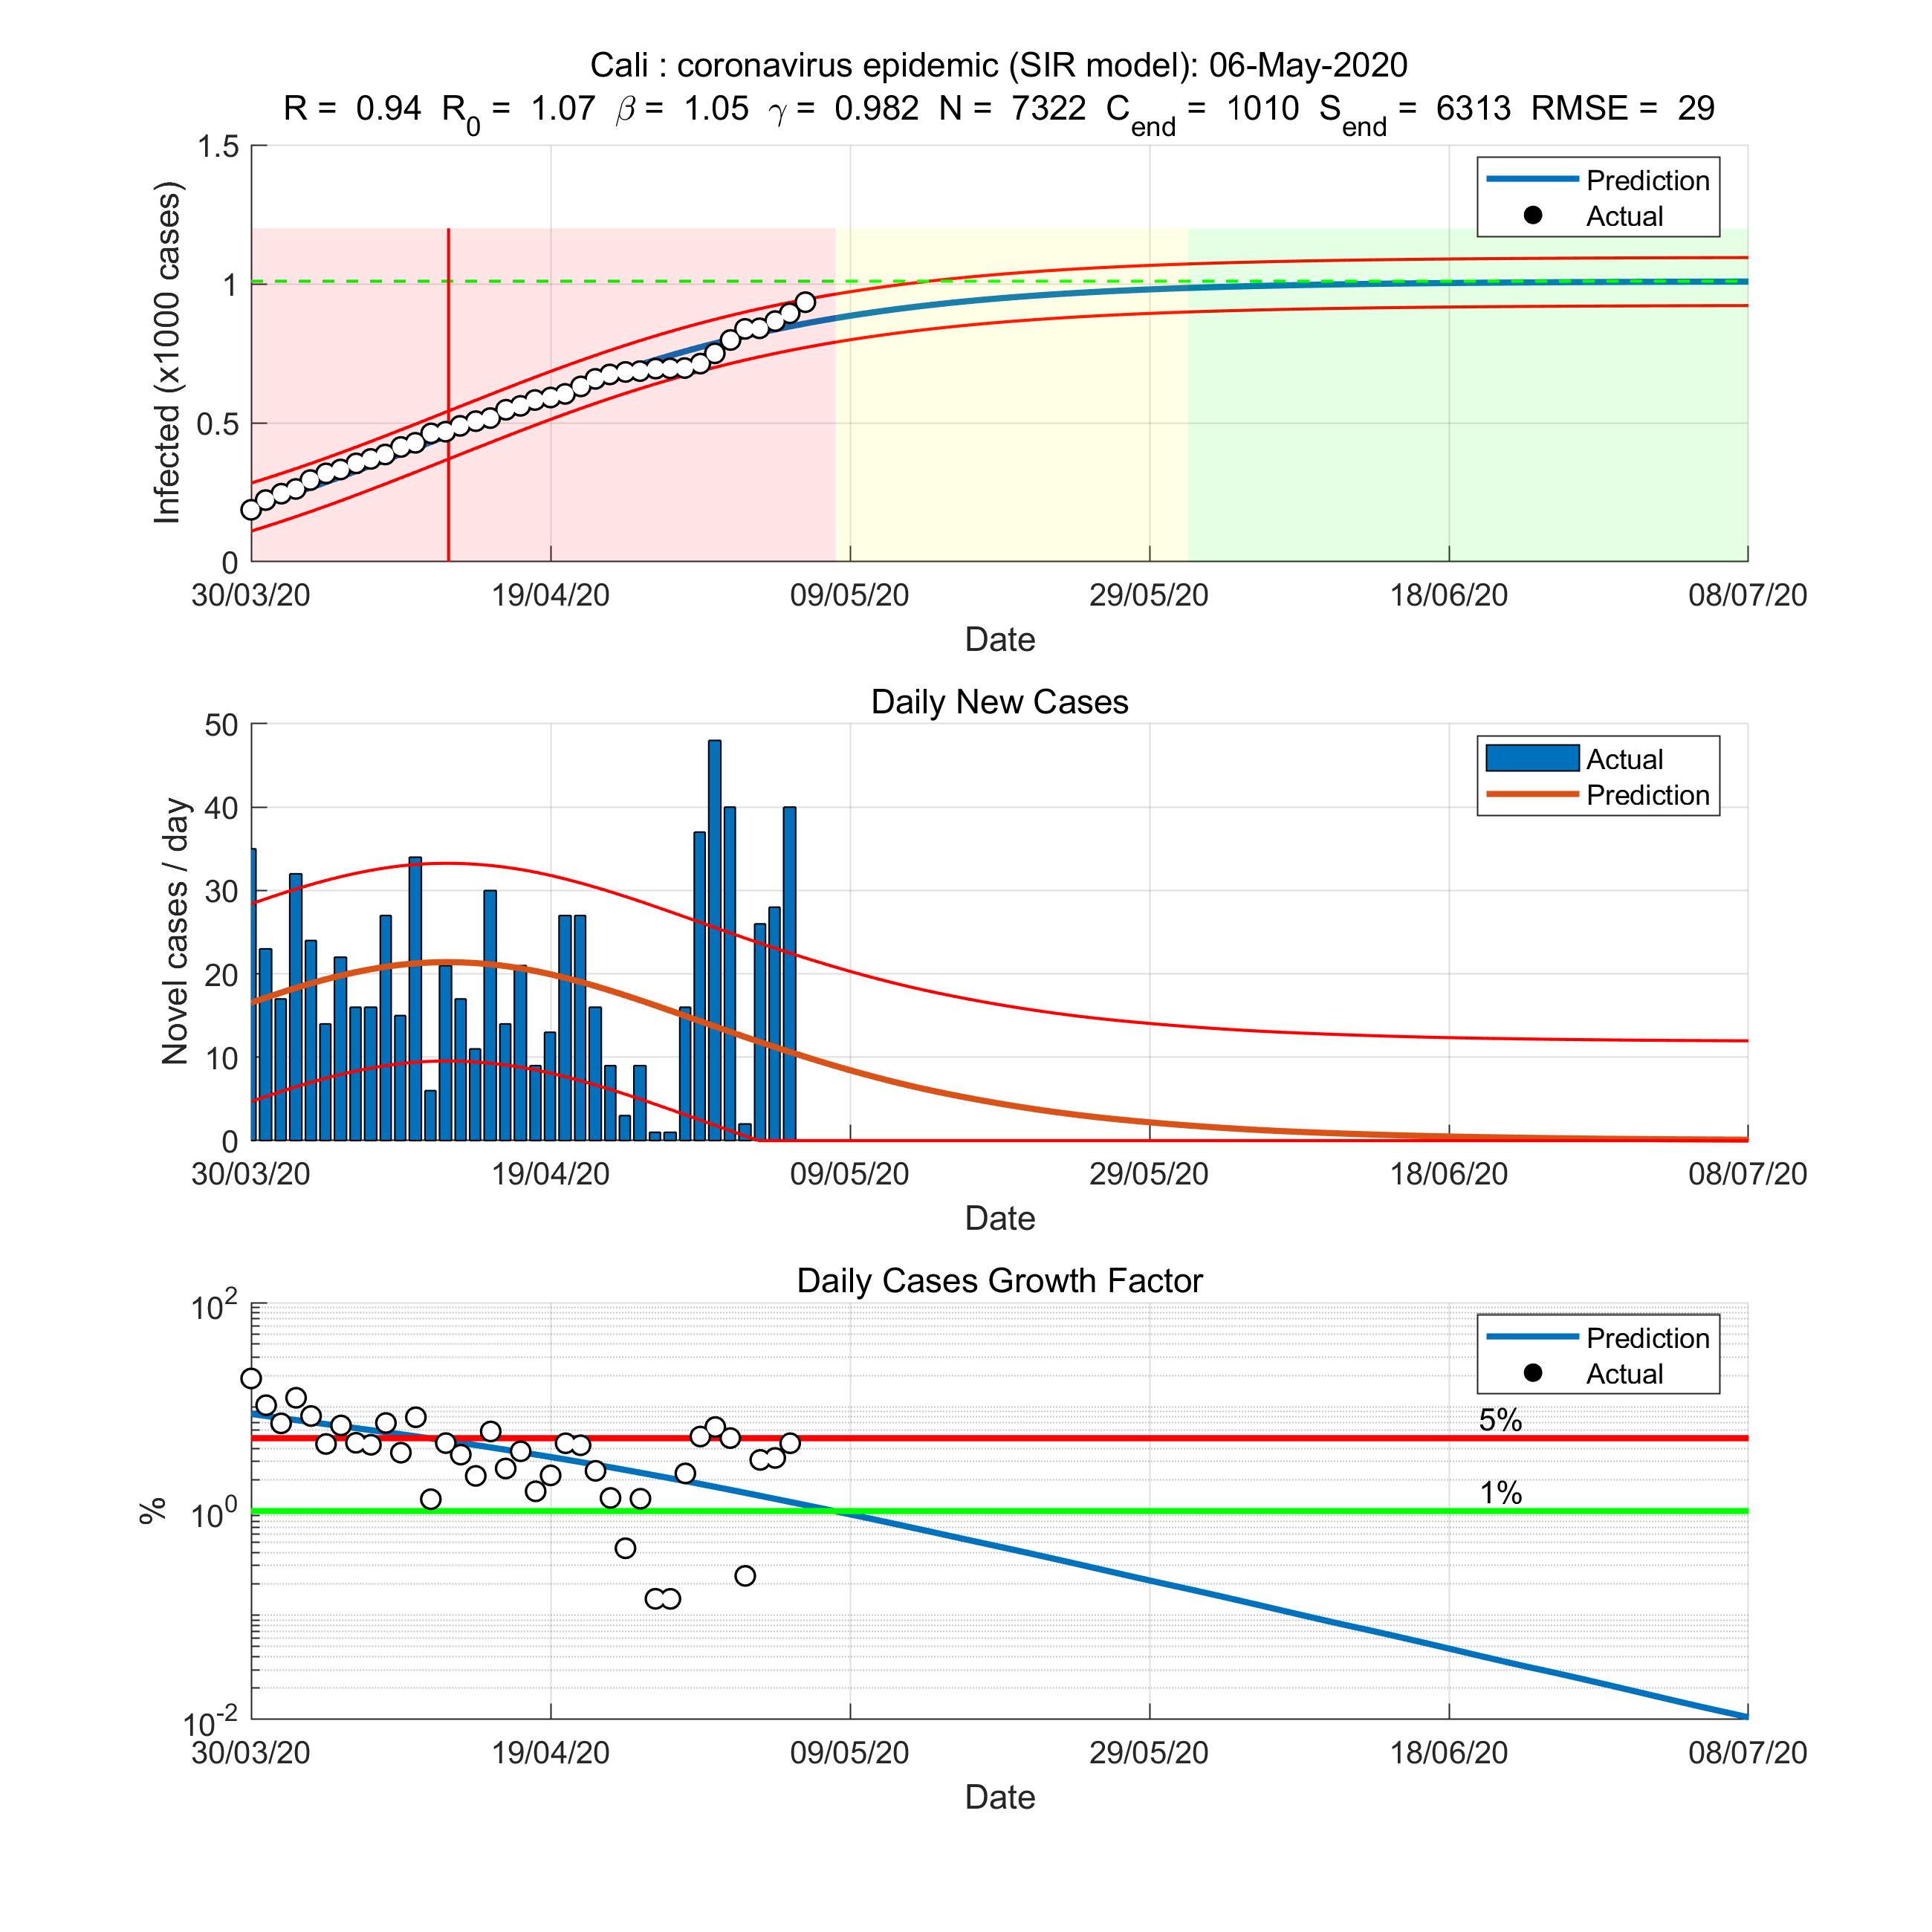 Cali : coronavirus epidemic (SIR model): 06-May-2020
R = 0.94 R0 = 1.07 β = 1.05 γ = 0.982 N = 7322 Cend = 1010 Send = 6313 RMSE = 29
1.5
1
0.5
0
Infected (x1000 cases)
Prediction
Actual
30/03/20 19/04/20 09/05/20 29/05/20 18/06/20 08/07/20
Date
Daily New Cases
50
40
30
20
10
0
Novel cases / day
Actual
Prediction
30/03/20 19/04/20 09/05/20 29/05/20 18/06/20 08/07/20
Date
Daily Cases Growth Factor
10^2
10^0
10^-2
%
Prediction
Actual
5%
1%
30/03/20 19/04/20 09/05/20 29/05/20 18/06/20 08/07/20
Date